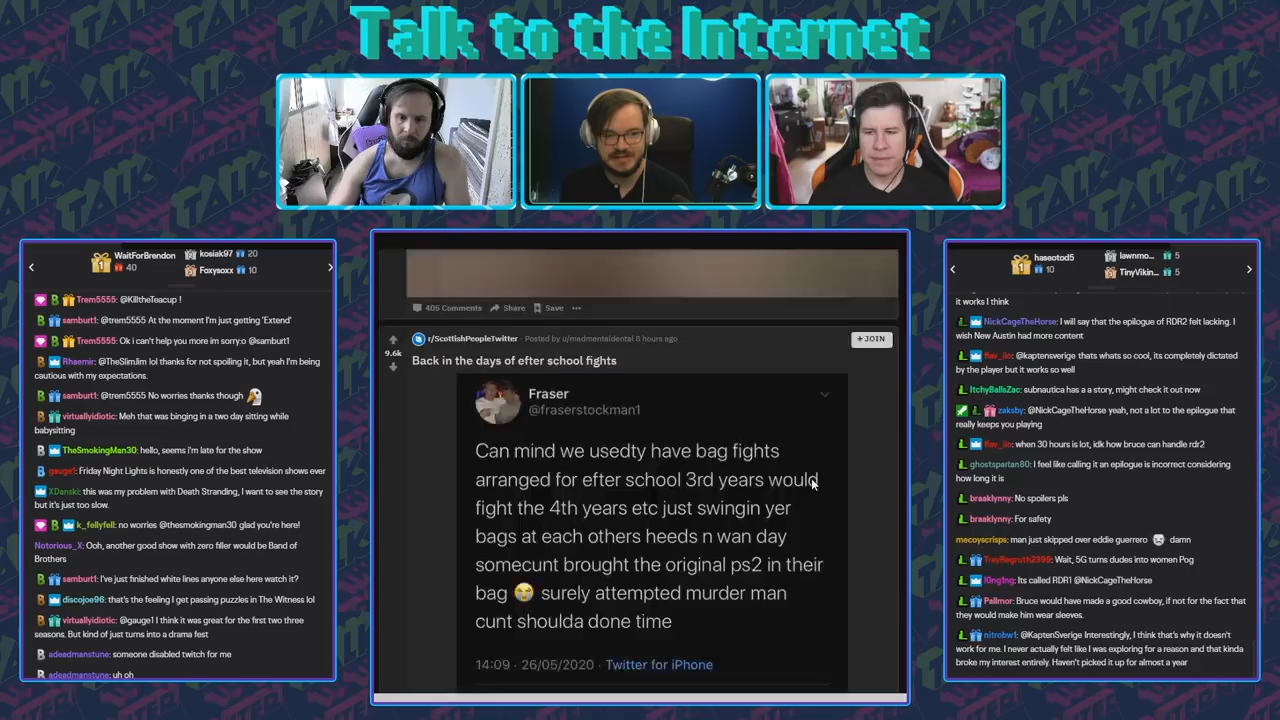 Talk to the Internet
WaitForBrendon
40
kosiak97 20
Foxysoxx 10
Trem5555: @KilltheTeacup !
samburt1: @trem5555 At the moment I'm just getting 'Extend'
Trem5555: Ok i can't help you more im sorry:o @samburt1
Rhaemir: @TheSlimJim lol thanks for not spoiling it, but yeah I'm being
cautious with my expectations.
samburt1: @trem5555 No worries thanks though
virtuallyidiotic: Meh that was binging in a two day sitting while
babysitting
TheSmokingMan30: hello, seems i'm late for the show
gauge1: Friday Night Lights is honestly one of the best television shows ever
XDanski: this was my problem with Death Stranding, I want to see the story
but it's just too slow.
k_fellyfell: no worries @thesmokingman30 glad you're here!
Notorious_X: Ooh, another good show with zero filler would be Band of
Brothers
samburt1: I've just finished white lines anyone else here watch it?
discojoe96: that's the feeling I get passing puzzles in The Witness lol
virtuallyidiotic: @gauge1 I think it was great for the first two three
seasons. But kind of just turns into a drama fest
adeadmanstune: someone disabled twitch for me
adeadmanstune: uh oh
405 Comments Share Save
9.6k
r/ScottishPeopleTwitter · Posted by u/madmentaldental 8 hours ago
+ JOIN
Back in the days of efter school fights
Fraser
@fraserstockman1
Can mind we usedty have bag fights
arranged for efter school 3rd years would
fight the 4th years etc just swingin yer
bags at each others heeds n wan day
somecunt brought the original ps2 in their
bag 😭 surely attempted murder man
cunt shoulda done time
14:09 · 26/05/2020 · Twitter for iPhone
haseotod5
10
lawnmo... 5
TinyVikin... 5
it works I think
NickCageTheHorse: I will say that the epilogue of RDR2 felt lacking. I
wish New Austin had more content
flav_ilo: @kaptensverige thats whats so cool, its completely dictated
by the player but it works so well
ItchyBallsZac: subnautica has a a story, might check it out now
zaksby: @NickCageTheHorse yeah, not a lot to the epilogue that
really keeps you playing
flav_ilo: when 30 hours is lot, idk how bruce can handle rdr2
ghostspartan80: I feel like calling it an epilogue is incorrect considering
how long it is
braaklynny: No spoilers pls
braaklynny: For safety
mecoyscrisps: man just skipped over eddie guerrero damn
TreyRegruth2399: Wait, 5G turns dudes into women Pog
l0ng1ng: Its called RDR1 @NickCageTheHorse
Pallmor: Bruce would have made a good cowboy, if not for the fact that
they would make him wear sleeves.
nitrobw1: @KaptenSverige Interestingly, I think that's why it doesn't
work for me. I never actually felt like I was exploring for a reason and that kinda
broke my interest entirely. Haven't picked it up for almost a
year